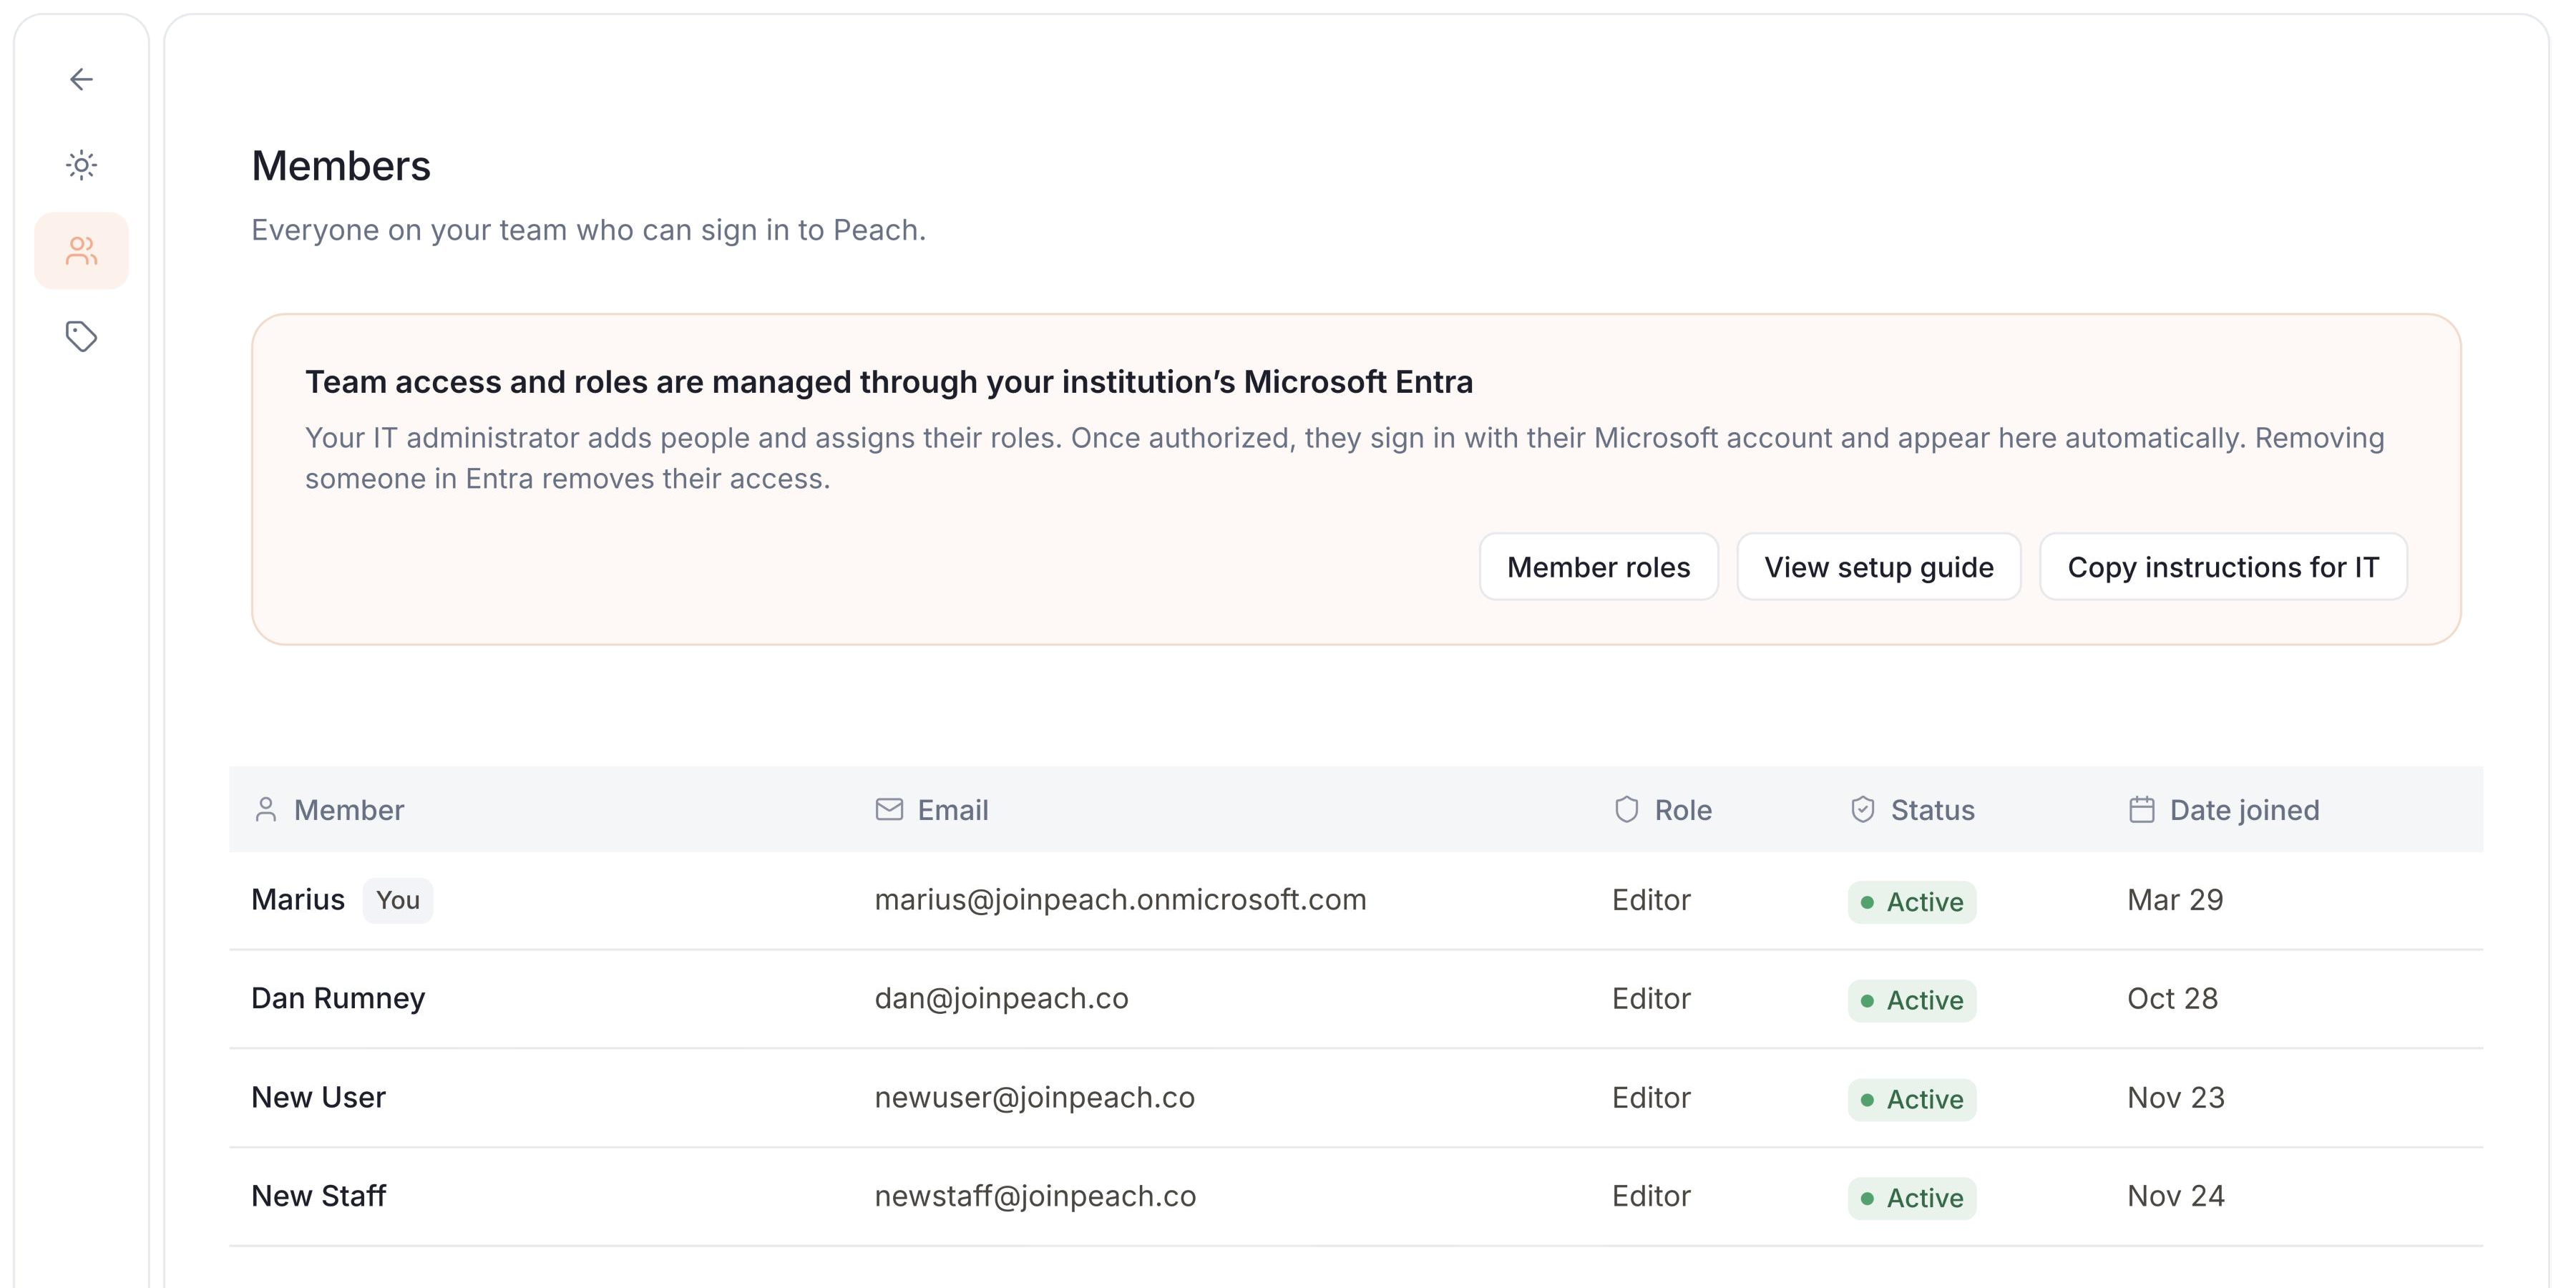 Members
Everyone on your team who can sign in to Peach.
Team access and roles are managed through your institution’s Microsoft Entra
Your IT administrator adds people and assigns their roles. Once authorized, they sign in with their Microsoft account and appear here automatically. Removing
someone in Entra removes their access.
Member roles View setup guide Copy instructions for IT
Member Email Role Status Date joined
Marius You marius@joinpeach.onmicrosoft.com Editor Active Mar 29
Dan Rumney dan@joinpeach.co Editor Active Oct 28
New User newuser@joinpeach.co Editor Active Nov 23
New Staff newstaff@joinpeach.co Editor Active Nov 24